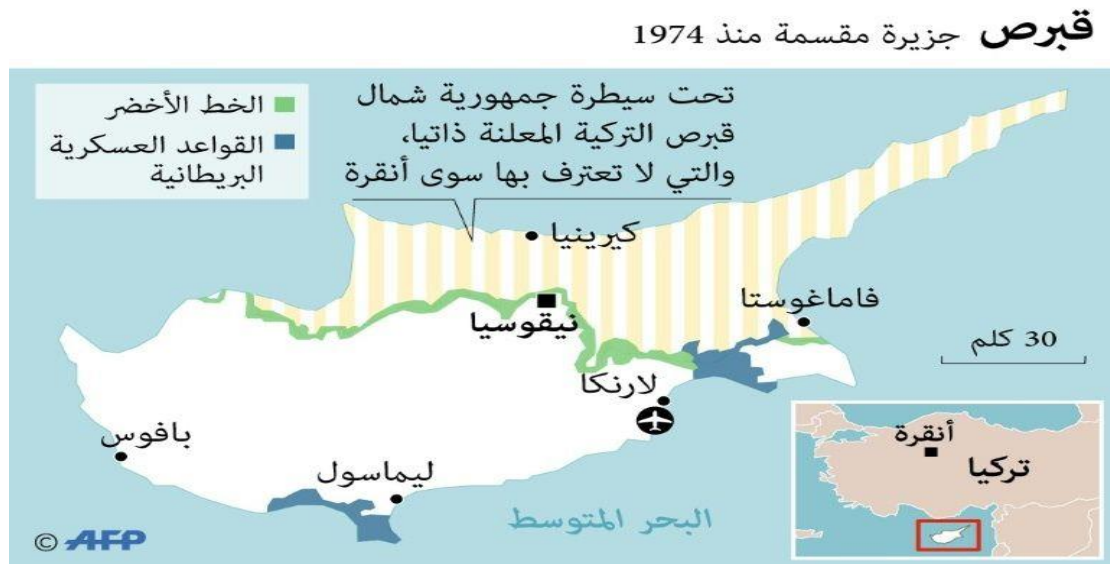 قبرص جزيرة مقسمة منذ 1974
الخط الأخضر
القواعد العسكرية
البريطانية
تحت سيطرة جمهورية شمال
قبرص التركية المعلنة ذاتيا،
والتي لا تعترف بها سوى أنقرة
كيرينيا
فاماغوستا
نيقوسيا
30 كلم
لارنكا
بافوس
ليماسول
البحر المتوسط
أنقرة
تركيا
© AFP